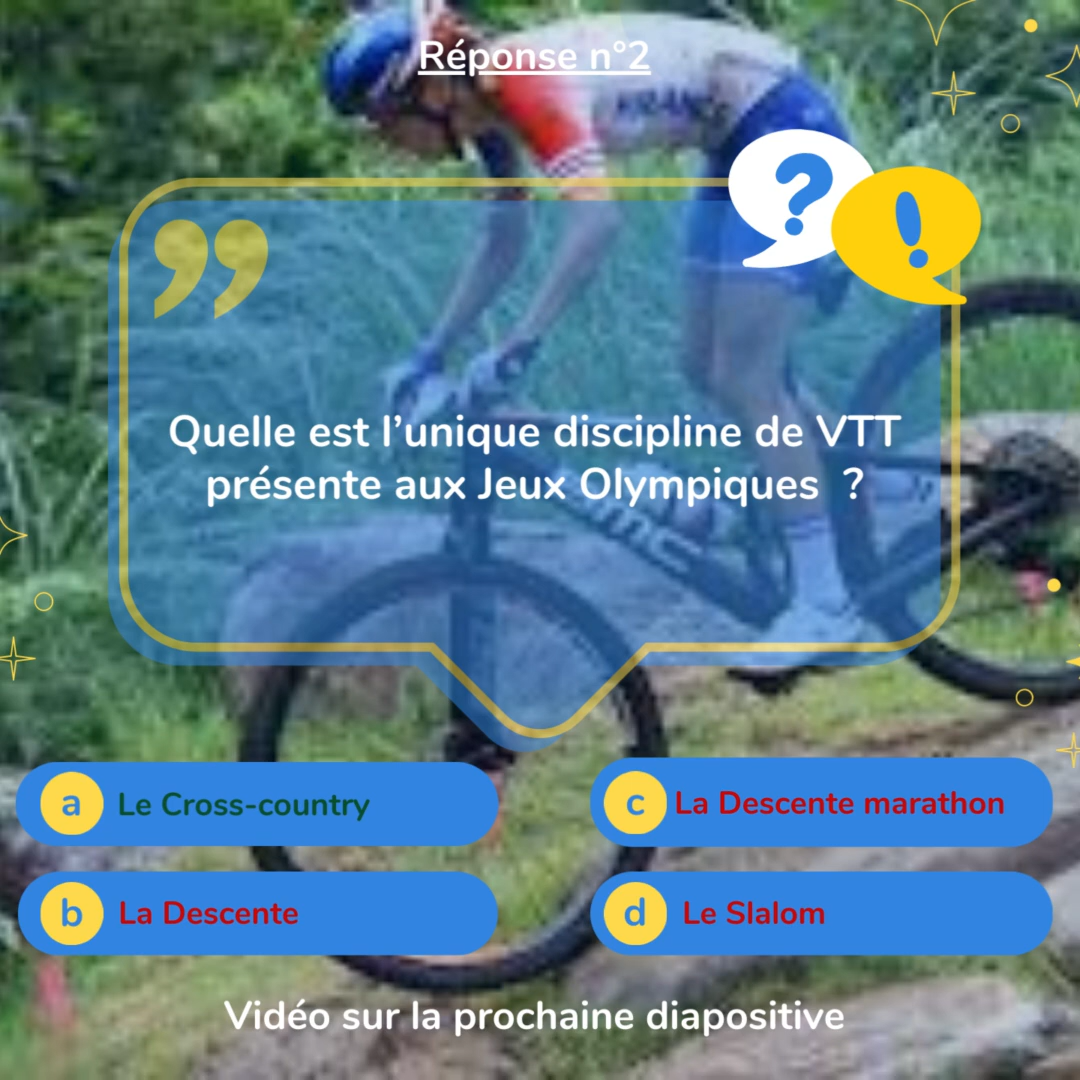 Réponse n°2
Quelle est l’unique discipline de VTT
présente aux Jeux Olympiques ?
BMC
a Le Cross-country
c La Descente marathon
b La Descente
d Le Slalom
Vidéo sur la prochaine diapositive